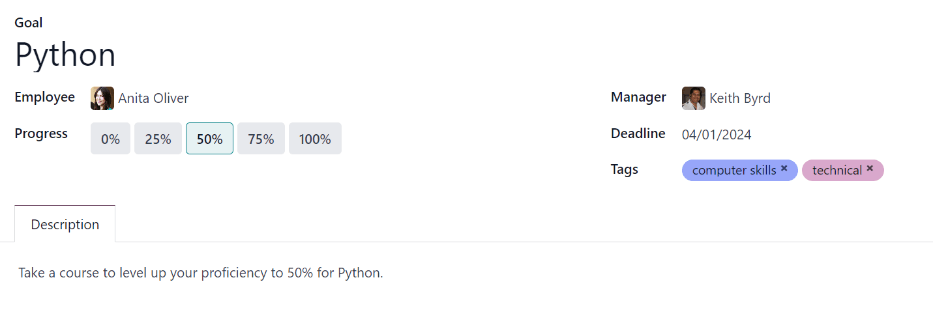 Goal
Python
Employee Anita Oliver
Manager Keith Byrd
Progress 0% 25% 50% 75% 100%
Deadline 04/01/2024
Tags computer skills × technical ×
Description
Take a course to level up your proficiency to 50% for Python.